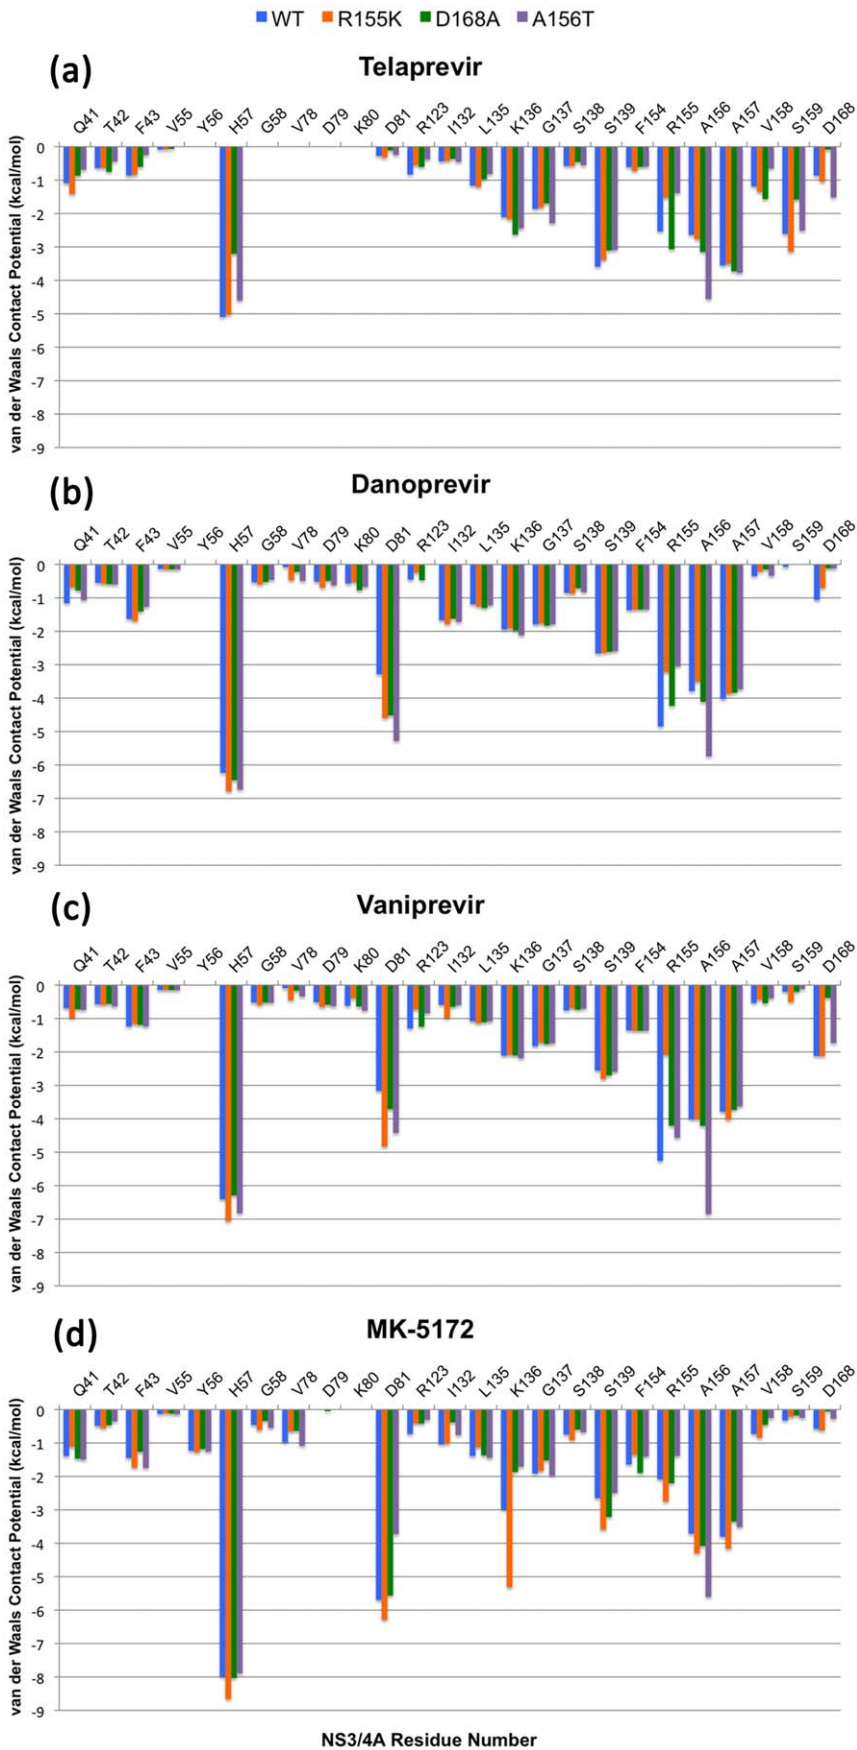 WT R155K D168A A156T
(a) Telaprevir
Q41 T42 F43 V55 Y56 H57 G58 V78 D79 K80 D81 R123 I132 L135 K136 G137 S138 S139 F154 R155 A156 A157 V158 S159 D168
van der Waals Contact Potential (kcal/mol)
0
-1
-2
-3
-4
-5
-6
-7
-8
-9
(b) Danoprevir
Q41 T42 F43 V55 Y56 H57 G58 V78 D79 K80 D81 R123 I132 L135 K136 G137 S138 S139 F154 R155 A156 A157 V158 S159 D168
van der Waals Contact Potential (kcal/mol)
0
-1
-2
-3
-4
-5
-6
-7
-8
-9
(c) Vaniprevir
Q41 T42 F43 V55 Y56 H57 G58 V78 D79 K80 D81 R123 I132 L135 K136 G137 S138 S139 F154 R155 A156 A157 V158 S159 D168
van der Waals Contact Potential (kcal/mol)
0
-1
-2
-3
-4
-5
-6
-7
-8
-9
(d) MK-5172
Q41 T42 F43 V55 Y56 H57 G58 V78 D79 K80 D81 R123 I132 L135 K136 G137 S138 S139 F154 R155 A156 A157 V158 S159 D168
van der Waals Contact Potential (kcal/mol)
0
-1
-2
-3
-4
-5
-6
-7
-8
-9
NS3/4A Residue Number